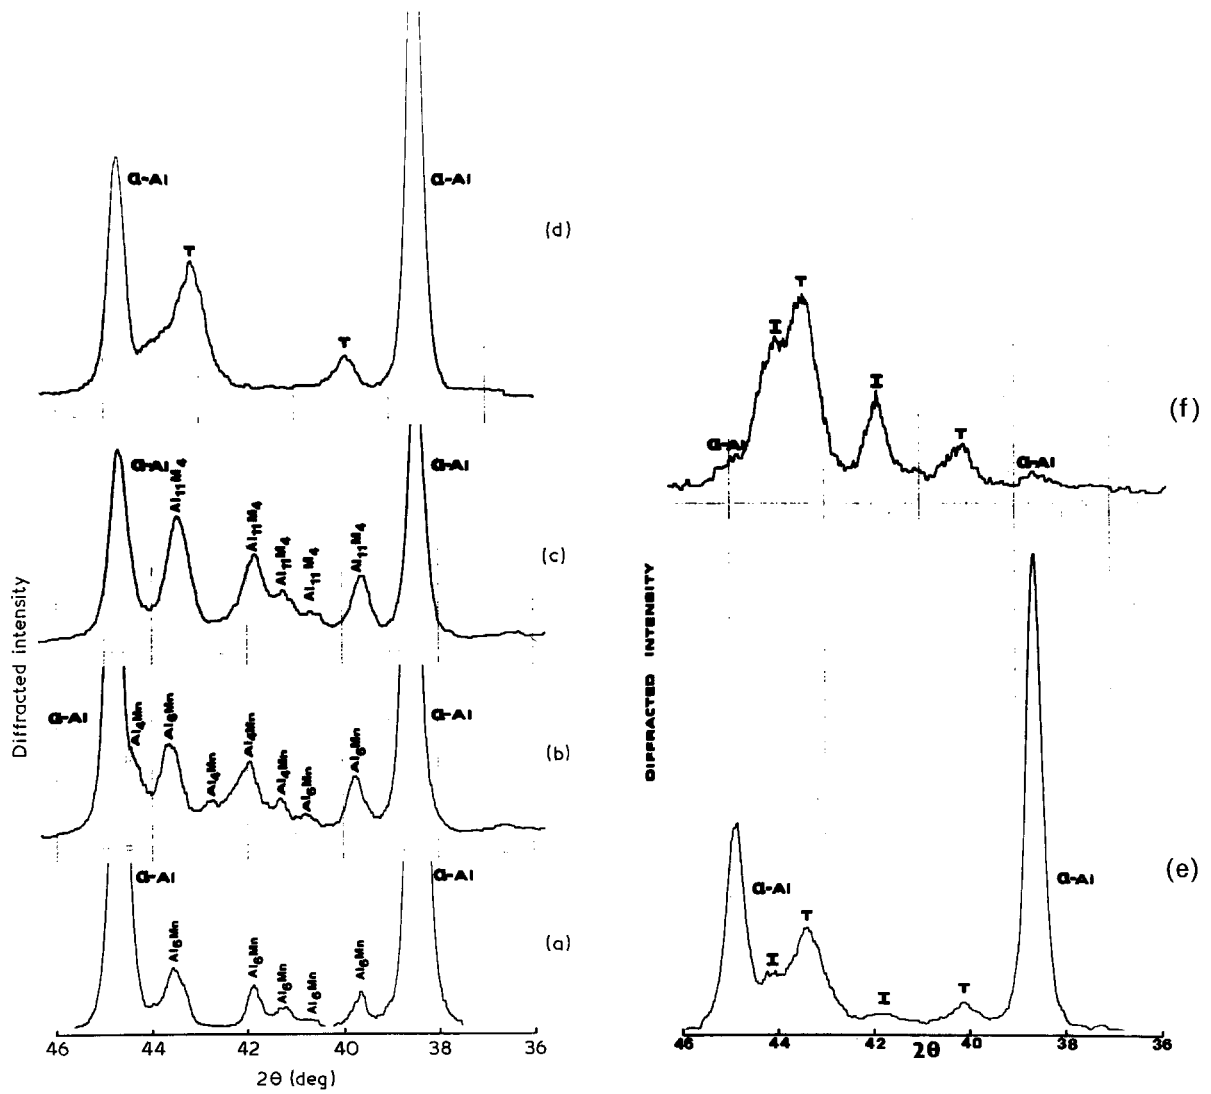 α-Al
α-Al
T
T
(d)
α-Al
Al11M4
Al11M4
Al11M4
Al11M4
Al11M4
α-Al
(c)
Diffracted intensity
α-Al
Al4Mn
Al6Mn
Al4Mn
Al4Mn
Al4Mn
Al6Mn
Al6Mn
α-Al
(b)
α-Al
Al6Mn
Al6Mn
Al6Mn
Al6Mn
Al6Mn
α-Al
(a)
46 44 42 40 38 36
2θ (deg)
T
I
I
T
α-Al
α-Al
(f)
DIFFRACTED INTENSITY
α-Al
I
T
I
T
α-Al
(e)
46 44 42 40 38 36
2θ